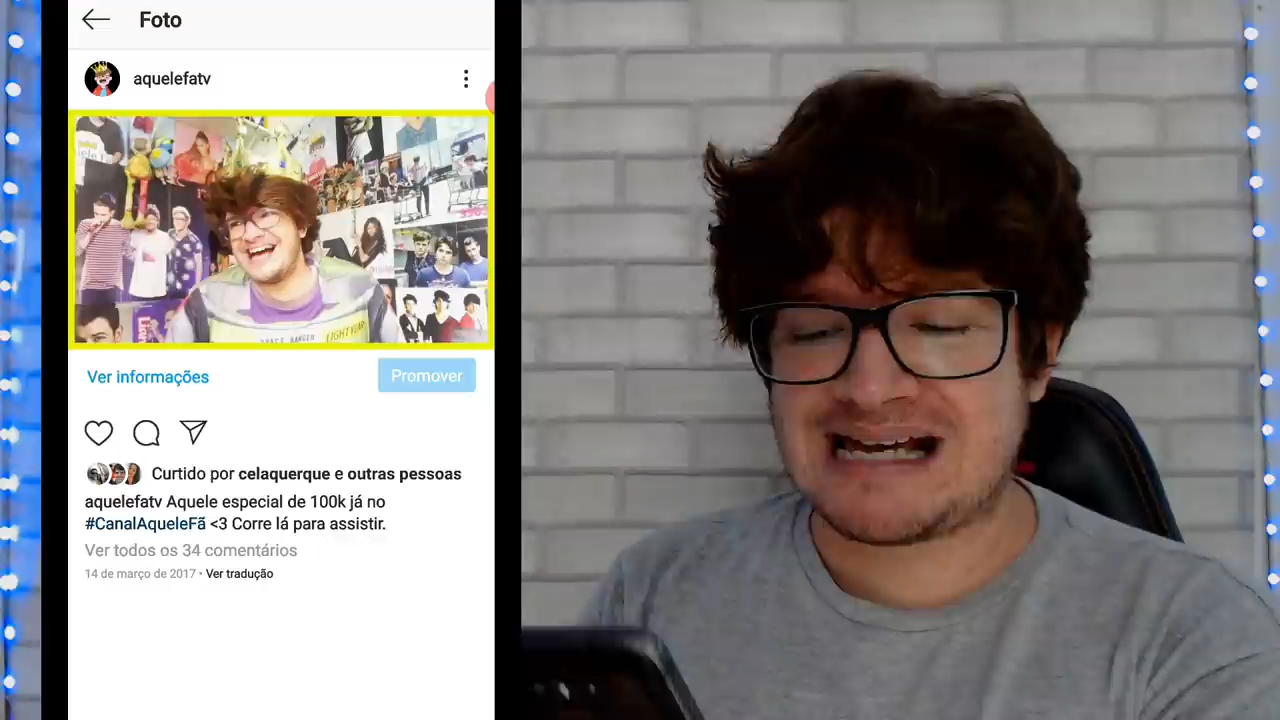 Foto
aquelefatv
LIGHTYEAR
Ver informações
Promover
Curtido por celaquerque e outras pessoas
aquelefatv Aquele especial de 100k já no
#CanalAqueleFã <3 Corre lá para assistir.
Ver todos os 34 comentários
14 de março de 2017 • Ver tradução